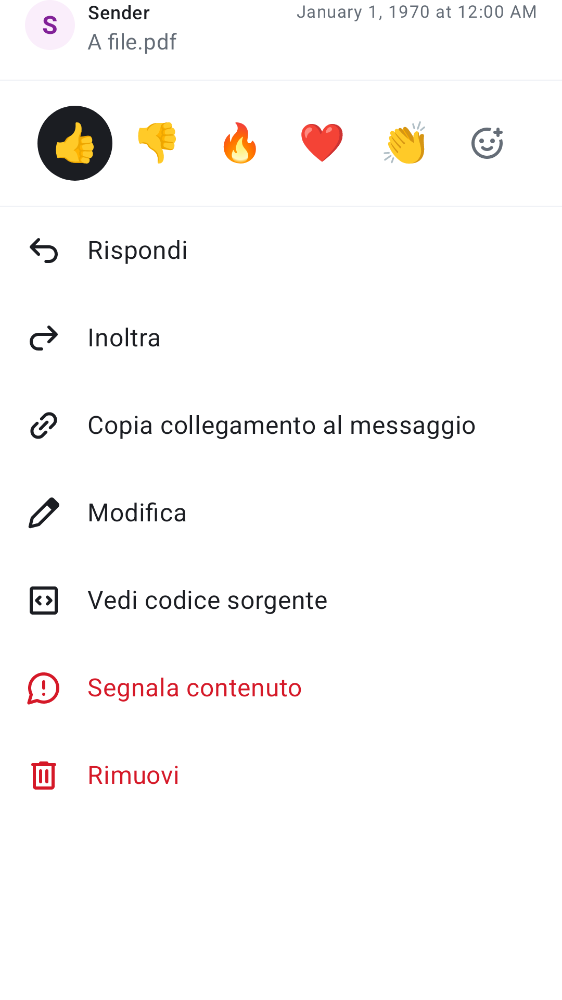 S
Sender
January 1, 1970 at 12:00 AM
A file.pdf
Rispondi
Inoltra
Copia collegamento al messaggio
Modifica
Vedi codice sorgente
Segnala contenuto
Rimuovi